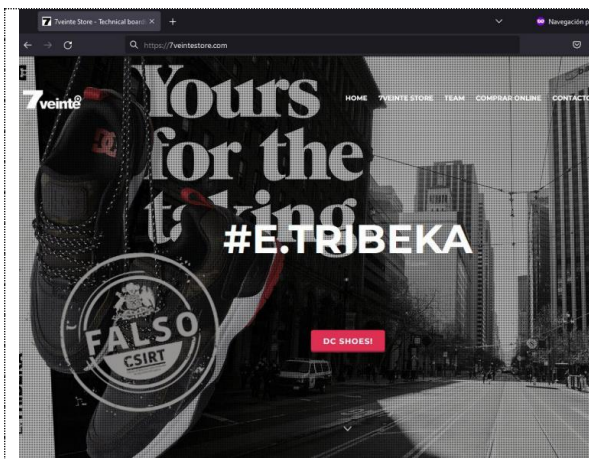 7veinte Store - Technical board
Navegación p
https://7veintestore.com
Yours
for the
taking
7veinte
HOME 7VEINTE STORE TEAM COMPRAR ONLINE CONTACTO
#E.TRIBEKA
FALSO
CSIRT
DC SHOES!